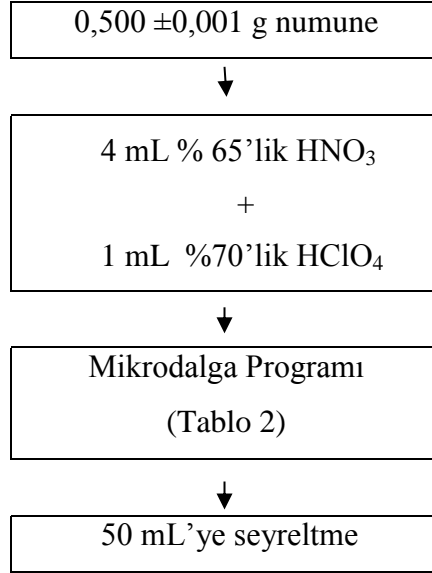 0,500 ±0,001 g numune
4 mL % 65’lik HNO₃
+
1 mL %70’lik HClO₄
Mikrodalga Programı
(Tablo 2)
50 mL’ye seyreltme